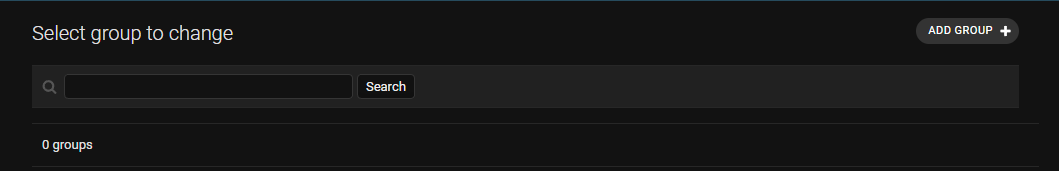 Select group to change
ADD GROUP +
Search
0 groups